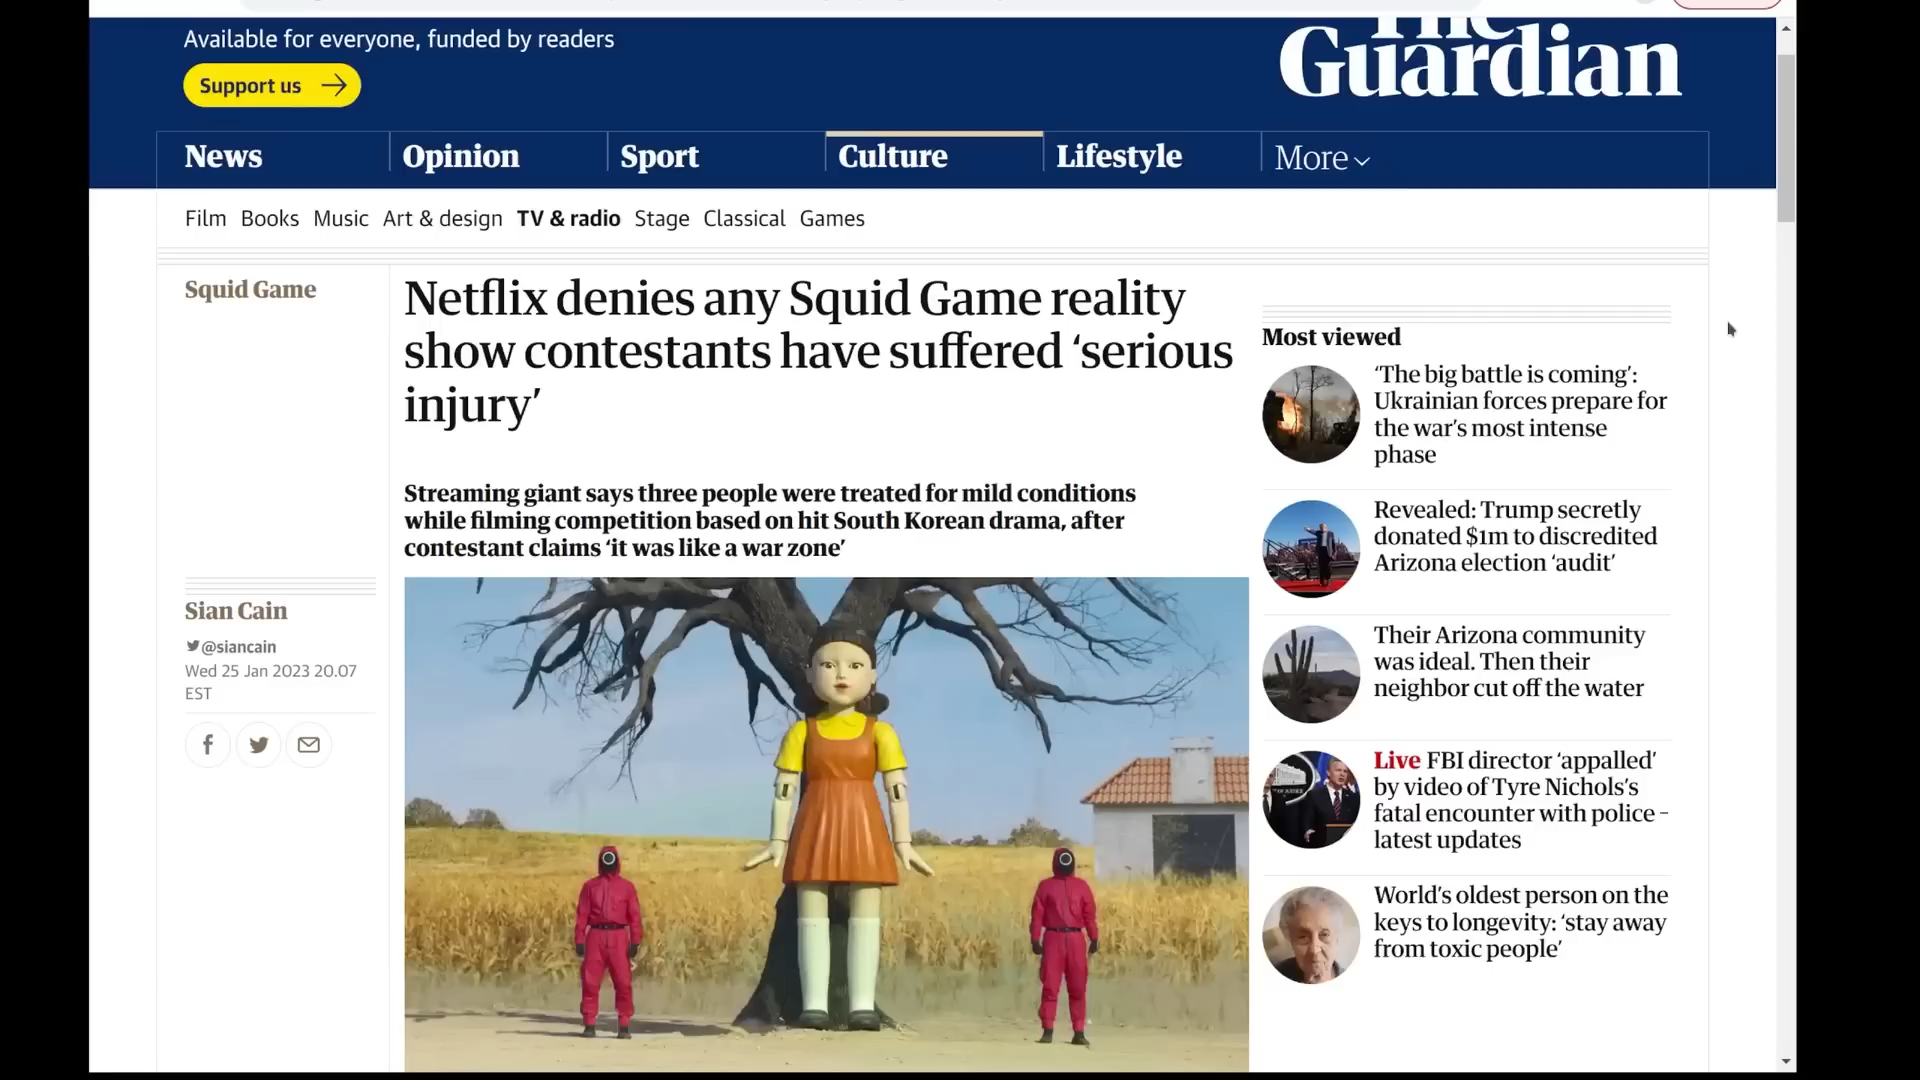 Available for everyone, funded by readers
Support us
The
Guardian
News
Opinion
Sport
Culture
Lifestyle
More
Film Books Music Art & design TV & radio Stage Classical Games
Squid Game
Netflix denies any Squid Game reality
show contestants have suffered ‘serious
injury’
Streaming giant says three people were treated for mild conditions
while filming competition based on hit South Korean drama, after
contestant claims ‘it was like a war zone’
Sian Cain
@siancain
Wed 25 Jan 2023 20.07
EST
Most viewed
‘The big battle is coming’:
Ukrainian forces prepare for
the war’s most intense
phase
Revealed: Trump secretly
donated $1m to discredited
Arizona election ‘audit’
Their Arizona community
was ideal. Then their
neighbor cut off the water
Live FBI director ‘appalled’
by video of Tyre Nichols’s
fatal encounter with police –
latest updates
World’s oldest person on the
keys to longevity: ‘stay away
from toxic people’